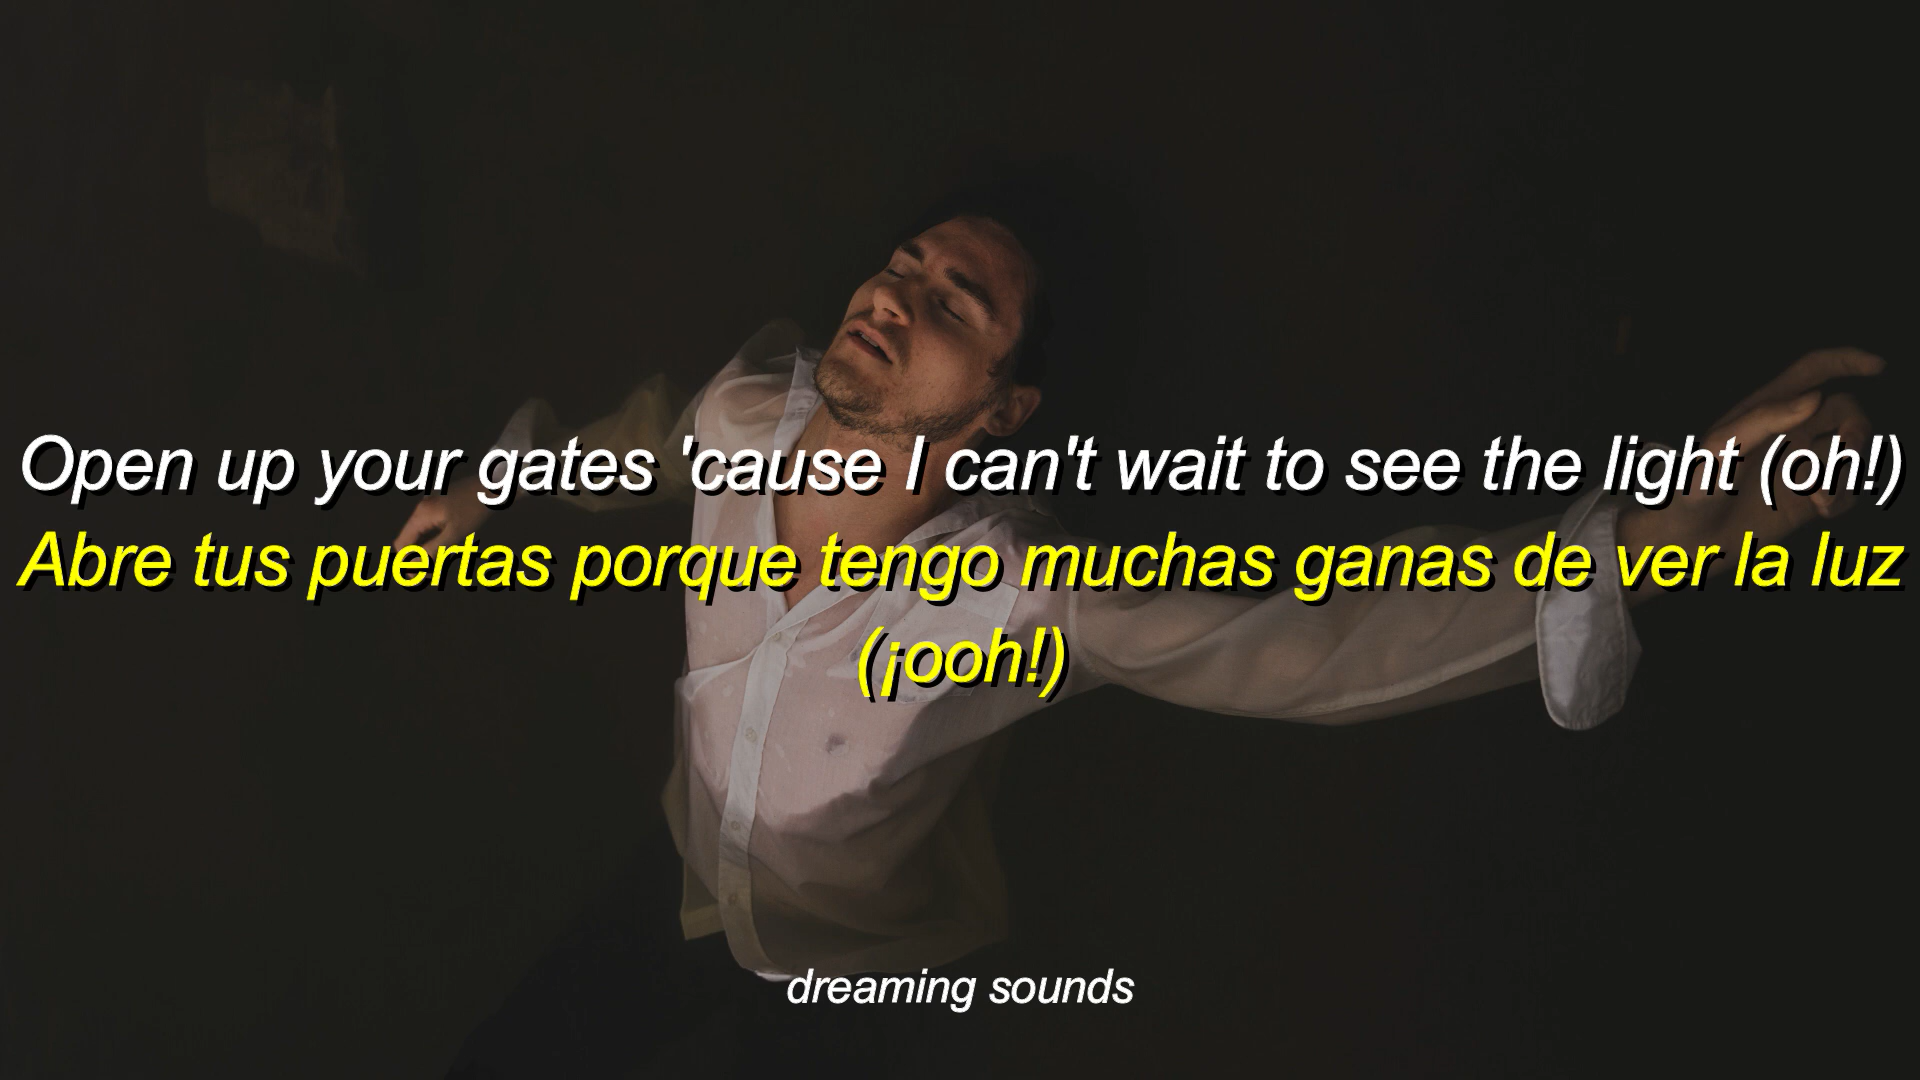 Open up your gates 'cause I can't wait to see the light (oh!)
Abre tus puertas porque tengo muchas ganas de ver la luz
(¡ooh!)
dreaming sounds